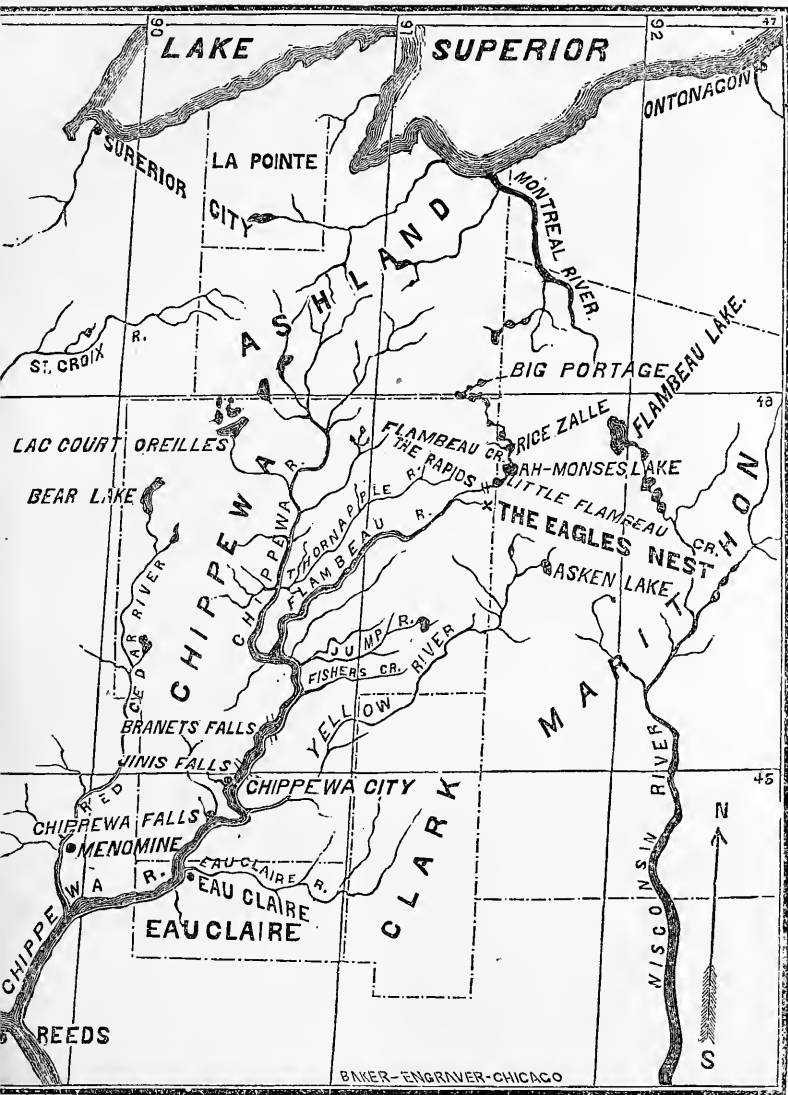 90
91
92
47
LAKE SUPERIOR
ONTONAGON
SURERIOR CITY
LA POINTE
MONTREAL RIVER.
ASHLAND
ST. CROIX R.
BIG PORTAGE
FLAMBEAU LAKE.
43
RICE ZALLE
LAC COURT OREILLES
FLAMBEAU CR.
THE RAPIDS
AH-MONSES LAKE
BEAR LAKE
LITTLE FLAMBEAU CR.
THORNAPPLE R.
FLAMBEAU R.
THE EAGLES NEST
CHIPPEWA R.
CHIPPEWA
ASKEN LAKE
MARITHON
CEDAR RIVER
JUMP R.
FISHERS CR.
YELLOW RIVER
BRANETS FALLS
JINIS FALLS
45
RED
CHIPPEWA CITY
CHIPPEWA FALLS
MENOMINE
CLARK
WISCONSIN RIVER
N
EAU CLAIRE R.
EAU CLAIRE
EAU CLAIRE
CHIPPEWA R.
REEDS
S
BAKER-ENGRAVER-CHICAGO